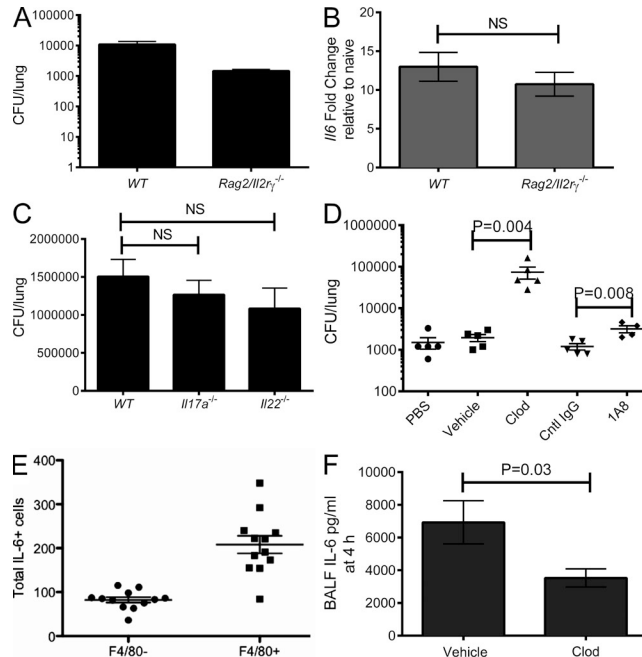 A
CFU/lung
100000
10000
1000
100
10
1
WT
Rag2/Il2rγ-/-
B
Il6 Fold Change
relative to naive
20
15
10
5
0
NS
WT
Rag2/Il2rγ-/-
C
CFU/lung
2000000
1500000
1000000
500000
0
NS
NS
WT
Il17a-/-
Il22-/-
D
CFU/lung
1000000
100000
10000
1000
100
P=0.004
P=0.008
PBS
Vehicle
Clod
Cntl IgG
1A8
E
Total IL-6+ cells
400
300
200
100
0
F4/80-
F4/80+
F
BALF IL-6 pg/ml
at 4 h
10000
8000
6000
4000
2000
0
P=0.03
Vehicle
Clod